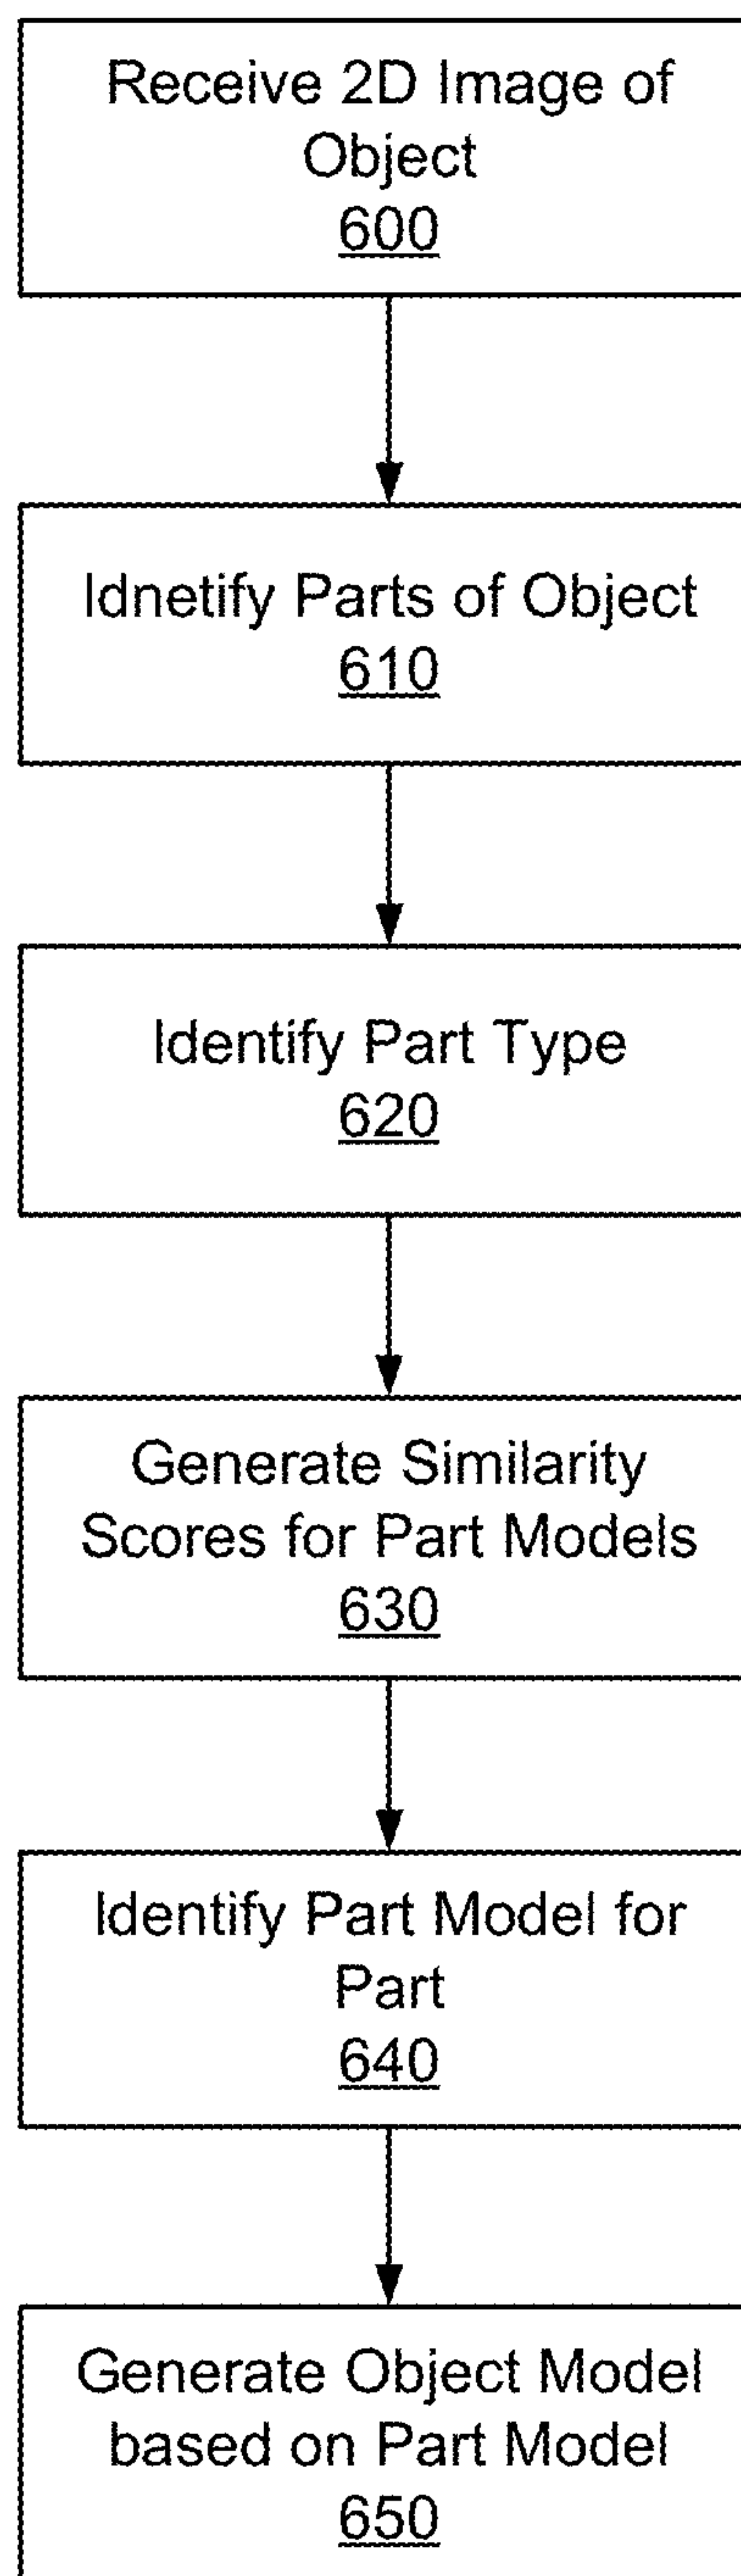 Receive 2D Image of
Object
600
Idnetify Parts of Object
610
Identify Part Type
620
Generate Similarity
Scores for Part Models
630
Identify Part Model for
Part
640
Generate Object Model
based on Part Model
650